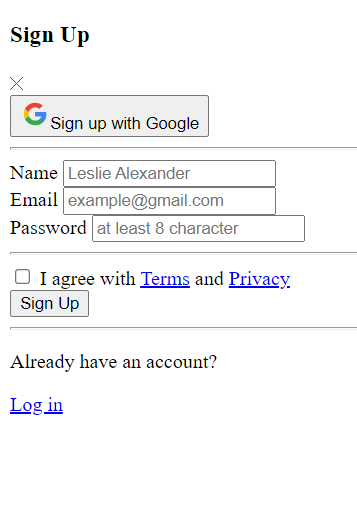 Sign Up
Sign up with Google
Name Leslie Alexander
Email example@gmail.com
Password at least 8 character
I agree with Terms and Privacy
Sign Up
Already have an account?
Log in